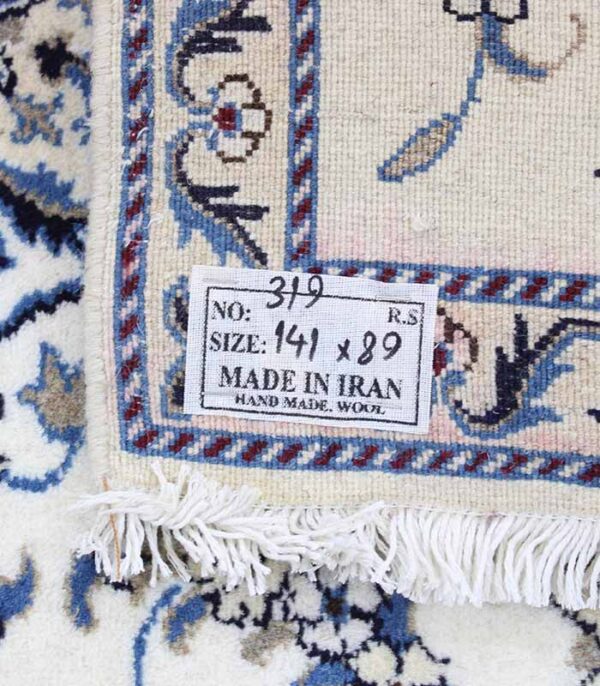 NO: 319 R.S
SIZE: 141 x 89
MADE IN IRAN
HAND MADE. WOOL